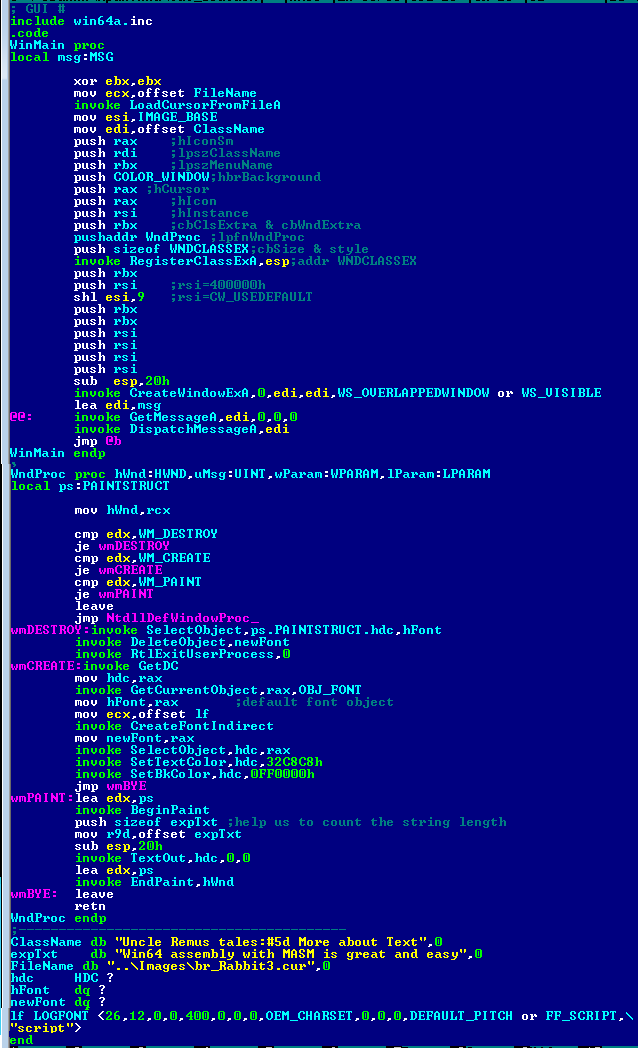 ; GUI #
include win64a.inc
.code
WinMain proc
local msg:MSG
xor ebx,ebx
mov ecx,offset FileName
invoke LoadCursorFromFileA
mov esi,IMAGE_BASE
mov edi,offset ClassName
push rax ;hIconSm
push rdi ;lpszClassName
push rbx ;lpszMenuName
push COLOR_WINDOW;hbrBackground
push rax ;hCursor
push rax ;hIcon
push rsi ;hInstance
push rbx ;cbClsExtra & cbWndExtra
pushaddr WndProc ;lpfnWndProc
push sizeof WNDCLASSEX;cbSize & style
invoke RegisterClassExA,esp;addr WNDCLASSEX
push rbx
push rsi ;rsi=400000h
shl esi,9 ;rsi=CW_USEDEFAULT
push rbx
push rbx
push rsi
push rsi
push rsi
push rsi
sub esp,20h
invoke CreateWindowExA,0,edi,edi,WS_OVERLAPPEDWINDOW or WS_VISIBLE
lea edi,msg
@@: invoke GetMessageA,edi,0,0,0
invoke DispatchMessageA,edi
jmp @b
WinMain endp
WndProc proc hWnd:HWND,uMsg:UINT,wParam:WPARAM,lParam:LPARAM
local ps:PAINTSTRUCT
mov hWnd,rcx
cmp edx,WM_DESTROY
je wmDESTROY
cmp edx,WM_CREATE
je wmCREATE
cmp edx,WM_PAINT
je wmPAINT
leave
jmp NtdllDefWindowProc_
wmDESTROY:invoke SelectObject,ps.PAINTSTRUCT.hdc,hFont
invoke DeleteObject,newFont
invoke RtlExitUserProcess,0
wmCREATE:invoke GetDC
mov hdc,rax
invoke GetCurrentObject,rax,OBJ_FONT
mov hFont,rax ;default font object
mov ecx,offset lf
invoke CreateFontIndirect
mov newFont,rax
invoke SelectObject,hdc,rax
invoke SetTextColor,hdc,32C8C8h
invoke SetBkColor,hdc,0FF0000h
jmp wmBYE
wmPAINT:lea edx,ps
invoke BeginPaint
push sizeof expTxt ;help us to count the string length
mov r9d,offset expTxt
sub esp,20h
invoke TextOut,hdc,0,0
lea edx,ps
invoke EndPaint,hWnd
wmBYE: leave
retn
WndProc endp
;-----------------------------------------
ClassName db "Uncle Remus tales:#5d More about Text",0
expTxt db "Win64 assembly with MASM is great and easy",0
FileName db "..\Images\br_Rabbit3.cur",0
hdc HDC ?
hFont dq ?
newFont dq ?
lf LOGFONT <26,12,0,0,400,0,0,0,OEM_CHARSET,0,0,0,DEFAULT_PITCH or FF_SCRIPT,\
"script">
end